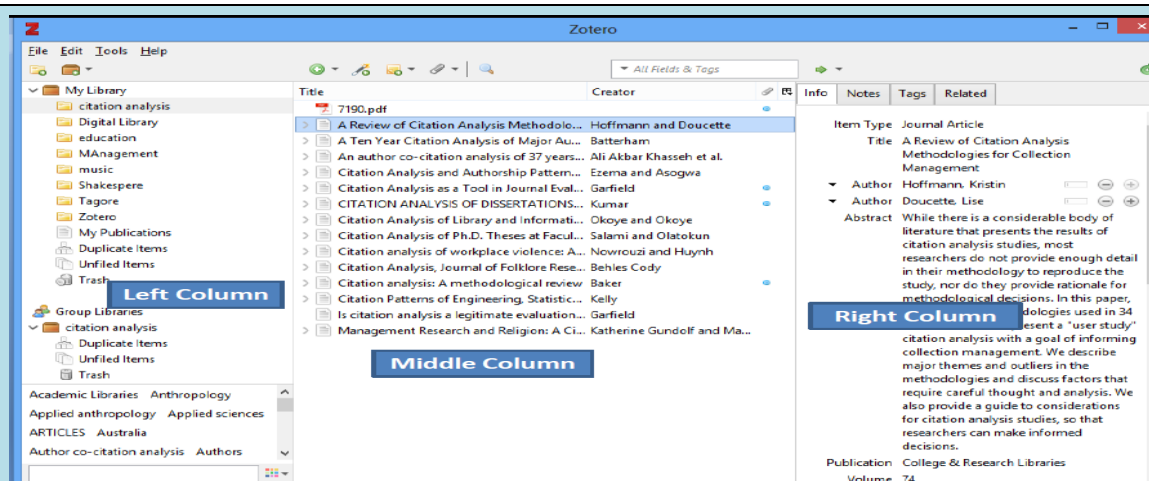 Zotero
File Edit Tools Help
All Fields & Tags
My Library
citation analysis
Digital Library
education
MAnagement
music
Shakespere
Tagore
Zotero
My Publications
Duplicate Items
Unfiled Items
Trash
Left Column
Group Libraries
citation analysis
Duplicate Items
Unfiled Items
Trash
Academic Libraries Anthropology
Applied anthropology Applied sciences
ARTICLES Australia
Author co-citation analysis Authors
Title Creator
7190.pdf
A Review of Citation Analysis Methodolo... Hoffmann and Doucette
A Ten Year Citation Analysis of Major Au... Batterham
An author co-citation analysis of 37 years... Ali Akbar Khasseh et al.
Citation Analysis and Authorship Pattern... Ezema and Asogwa
Citation Analysis as a Tool in Journal Eval... Garfield
CITATION ANALYSIS OF DISSERTATIONS... Kumar
Citation Analysis of Library and Informati... Okoye and Okoye
Citation Analysis of Ph.D. Theses at Facul... Salami and Olatokun
Citation analysis of workplace violence: A... Nowrouzi and Huynh
Citation Analysis, Journal of Folklore Rese... Behles Cody
Citation analysis: A methodological review Baker
Citation Patterns of Engineering, Statistic... Kelly
Is citation analysis a legitimate evaluation... Garfield
Management Research and Religion: A Ci... Katherine Gundolf and Ma...
Middle Column
Info Notes Tags Related
Item Type Journal Article
Title A Review of Citation Analysis
Methodologies for Collection
Management
Author Hoffmann, Kristin
Author Doucette, Lise
Abstract While there is a considerable body of
literature that presents the results of
citation analysis studies, most
researchers do not provide enough detail
in their methodology to reproduce the
study, nor do they provide rationale for
methodological decisions. In this paper,
Right Column
dologies used in 34
esent a "user study"
citation analysis with a goal of informing
collection management. We describe
major themes and outliers in the
methodologies and discuss factors that
require careful thought and analysis. We
also provide a guide to considerations
for citation analysis studies, so that
researchers can make informed
decisions.
Publication College & Research Libraries
Volume 74